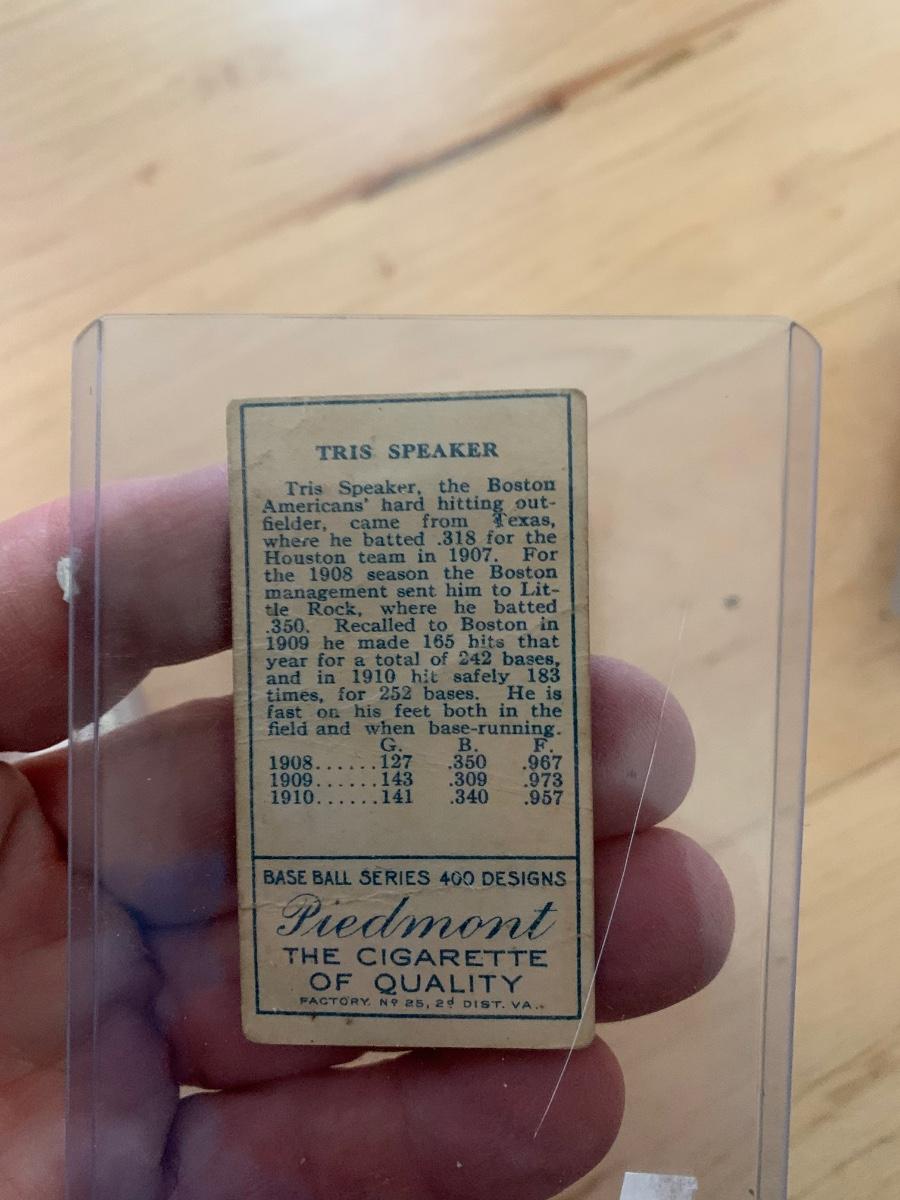 TRIS SPEAKER
Tris Speaker, the Boston
Americans' hard hitting out-
fielder, came from Texas,
where he batted .318 for the
Houston team in 1907. For
the 1908 season the Boston
management sent him to Lit-
tle Rock, where he batted
.350. Recalled to Boston in
1909 he made 165 hits that
year for a total of 242 bases,
and in 1910 hit safely 183
times, for 252 bases. He is
fast on his feet both in the
field and when base-running.
G. B. F.
1908......127 .350 .967
1909......143 .309 .973
1910......141 .340 .957
BASE BALL SERIES 400 DESIGNS
Piedmont
THE CIGARETTE
OF QUALITY
FACTORY. Nº 25, 2d DIST. VA.